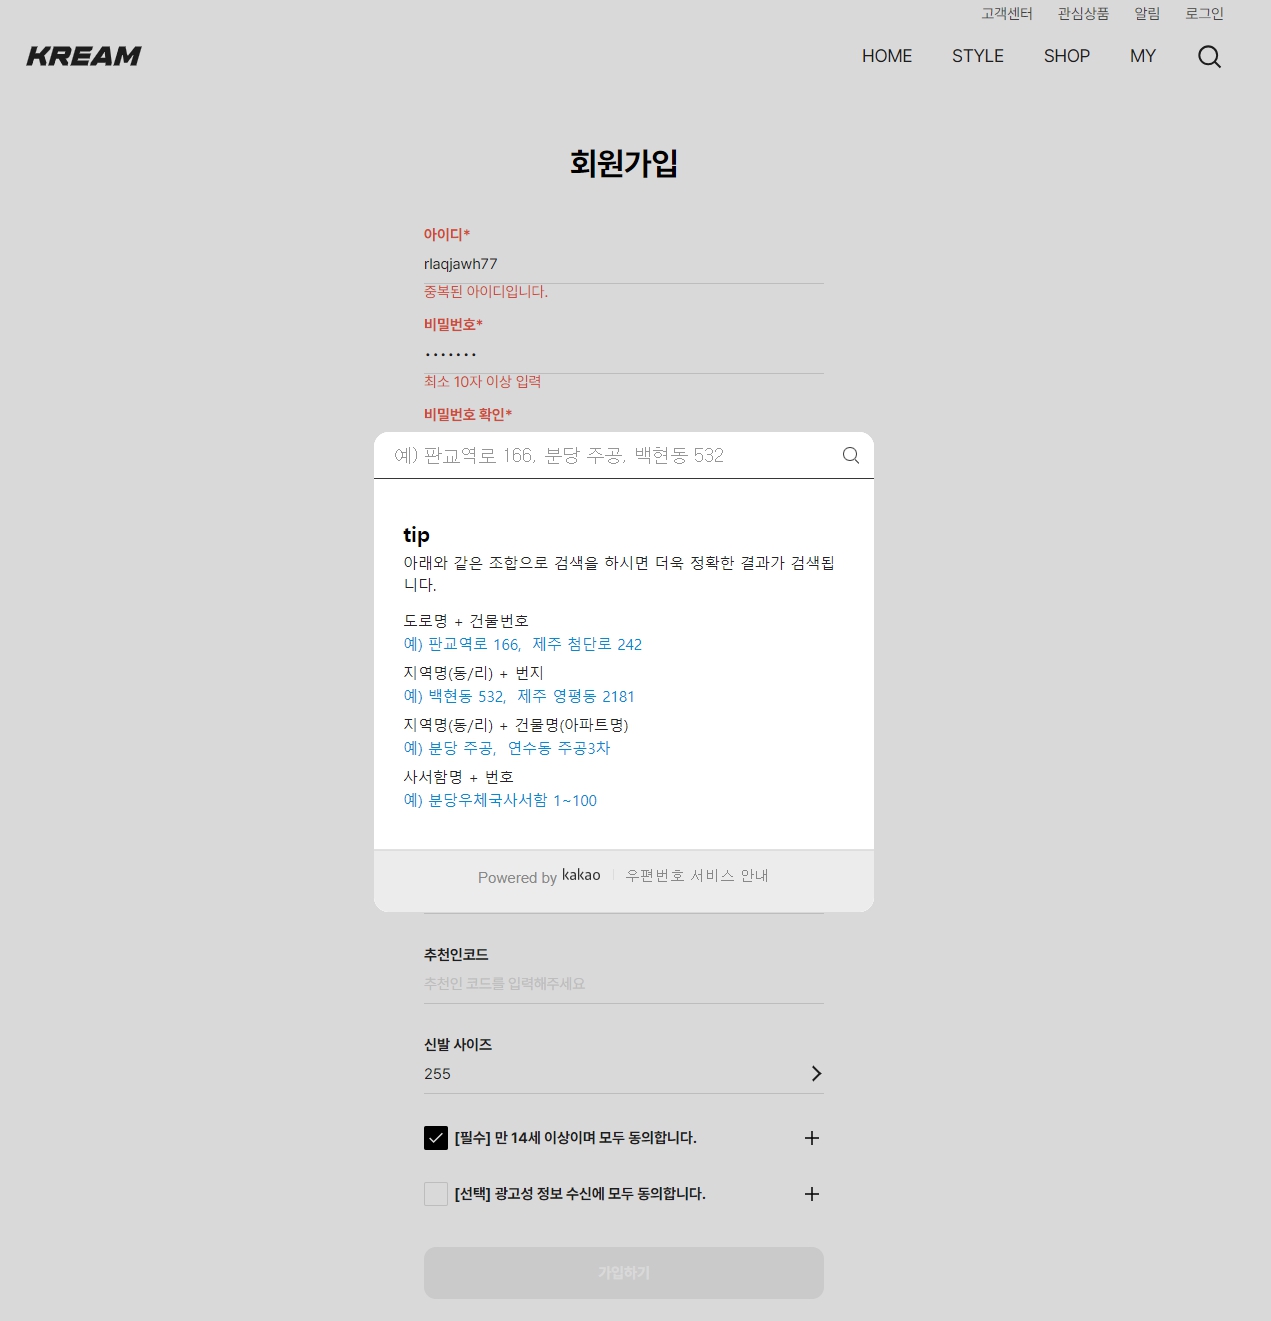 고객센터 관심상품 알림 로그인
KREAM HOME STYLE SHOP MY
회원가입
아이디*
rlaqjawh77
중복된 아이디입니다.
비밀번호*
최소 10자 이상 입력
비밀번호 확인*
예) 판교역로 166, 분당 주공, 백현동 532
tip
아래와 같은 조합으로 검색을 하시면 더욱 정확한 결과가 검색됩
니다.
도로명 + 건물번호
예) 판교역로 166, 제주 첨단로 242
지역명(동/리) + 번지
예) 백현동 532, 제주 영평동 2181
지역명(동/리) + 건물명(아파트명)
예) 분당 주공, 연수동 주공3차
사서함명 + 번호
예) 분당우체국사서함 1~100
Powered by kakao 우편번호 서비스 안내
추천인코드
추천인 코드를 입력해주세요
신발 사이즈
255
[필수] 만 14세 이상이며 모두 동의합니다.
[선택] 광고성 정보 수신에 모두 동의합니다.
가입하기